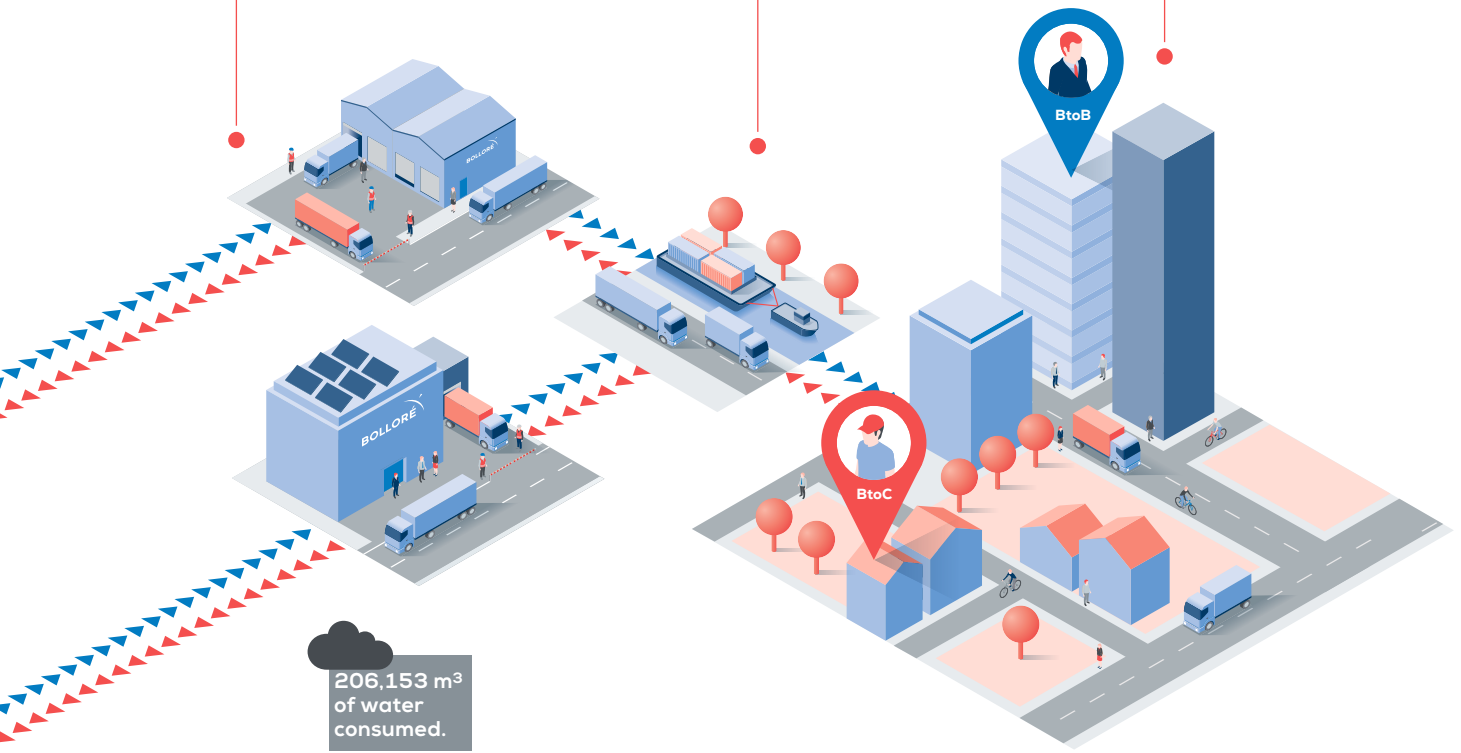 BtoB
BOLLORÉ
BOLLORÉ
BtoC
206,153 m³
of water
consumed.